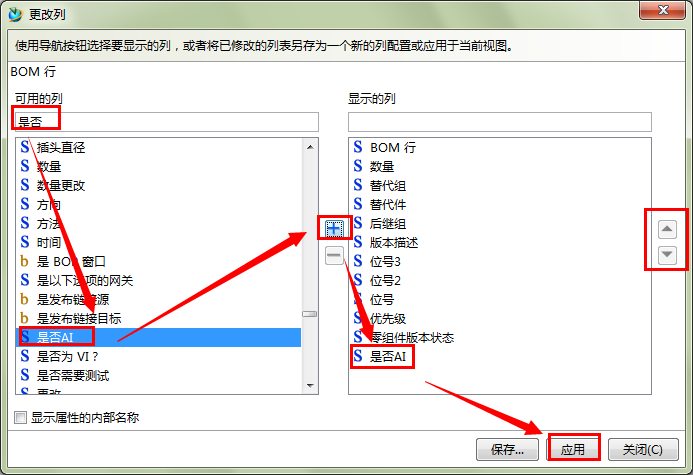 更改列
使用导航按钮选择要显示的列，或者将已修改的列表另存为一个新的列配置或应用于当前视图。
BOM 行
可用的列
是否
S 插头直径
S 数量
S 数量更改
S 方向
S 方法
S 时间
b 是 BOP 窗口
S 是以下选项的网关
b 是发布链接源
b 是发布链接目标
S 是否AI
S 是否为 VI？
S 是否需要测试
S 更改
显示的列
S BOM 行
S 数量
S 替代组
S 替代件
S 后继组
S 版本描述
S 位号3
S 位号2
S 位号
S 优先级
S 零组件版本状态
S 是否AI
显示属性的内部名称
保存...
应用
关闭(C)